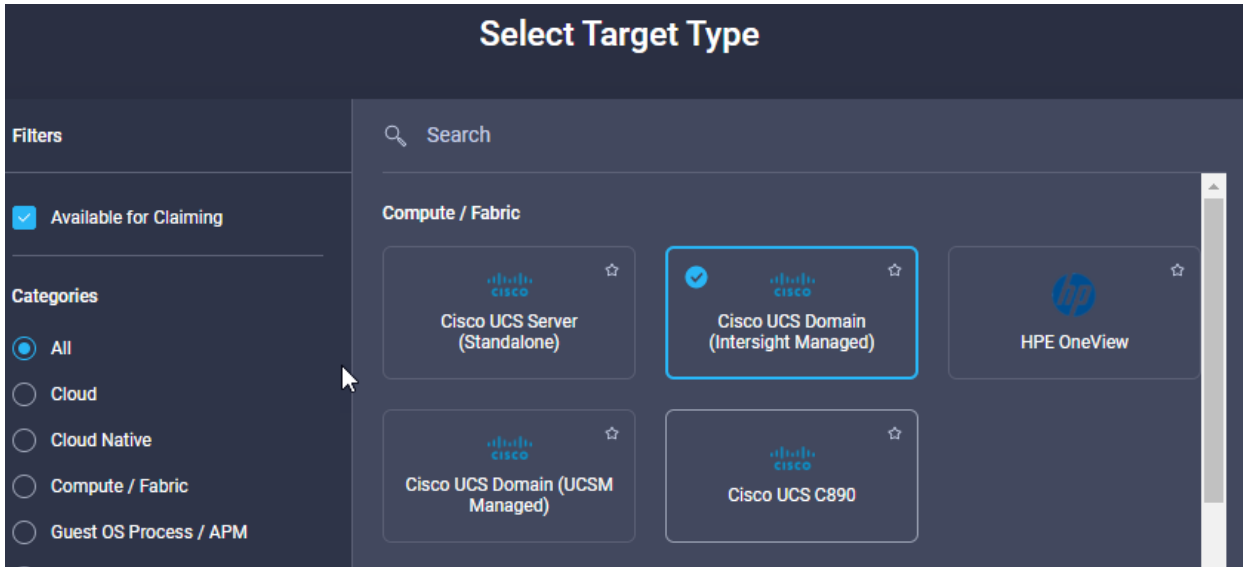 Select Target Type
Filters
Search
Available for Claiming
Compute / Fabric
Categories
All
Cloud
Cloud Native
Compute / Fabric
Guest OS Process / APM
CISCO
Cisco UCS Server
(Standalone)
CISCO
Cisco UCS Domain
(Intersight Managed)
hp
HPE OneView
CISCO
Cisco UCS Domain (UCSM
Managed)
CISCO
Cisco UCS C890